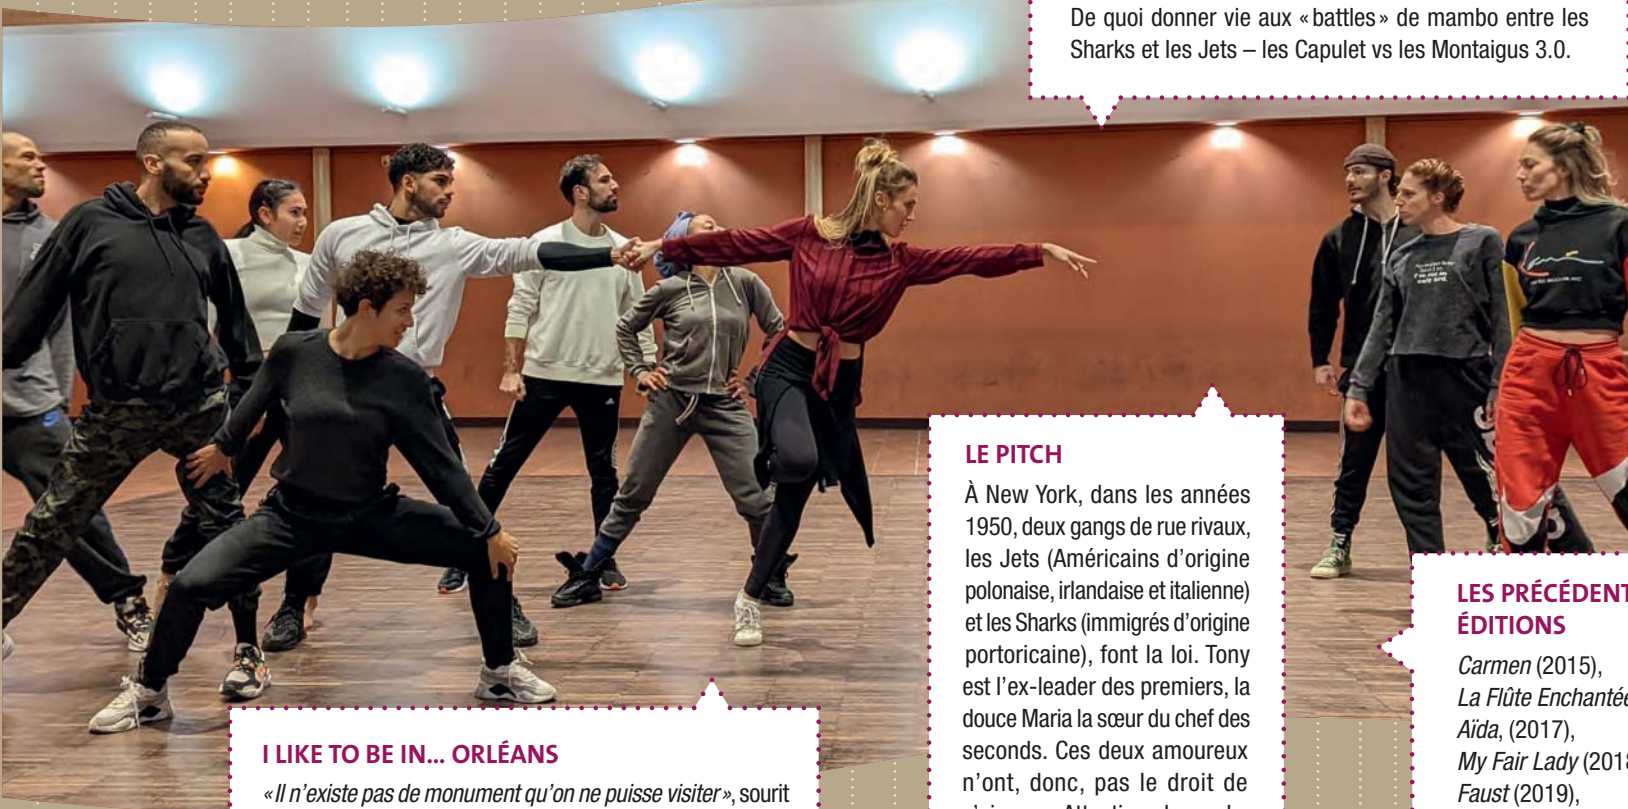 De quoi donner vie aux «battles» de mambo entre les
Sharks et les Jets – les Capulet vs les Montaigus 3.0.
LE PITCH
À New York, dans les années
1950, deux gangs de rue rivaux,
les Jets (Américains d'origine
polonaise, irlandaise et italienne)
et les Sharks (immigrés d'origine
portoricaine), font la loi. Tony
est l'ex-leader des premiers, la
douce Maria la sœur du chef des
seconds. Ces deux amoureux
n'ont, donc, pas le droit de
I LIKE TO BE IN... ORLÉANS
«Il n'existe pas de monument qu'on ne puisse visiter», sourit
LES PRÉCÉDENT
ÉDITIONS
Carmen (2015),
La Flûte Enchantée
Aïda, (2017),
My Fair Lady (2018
Faust (2019),